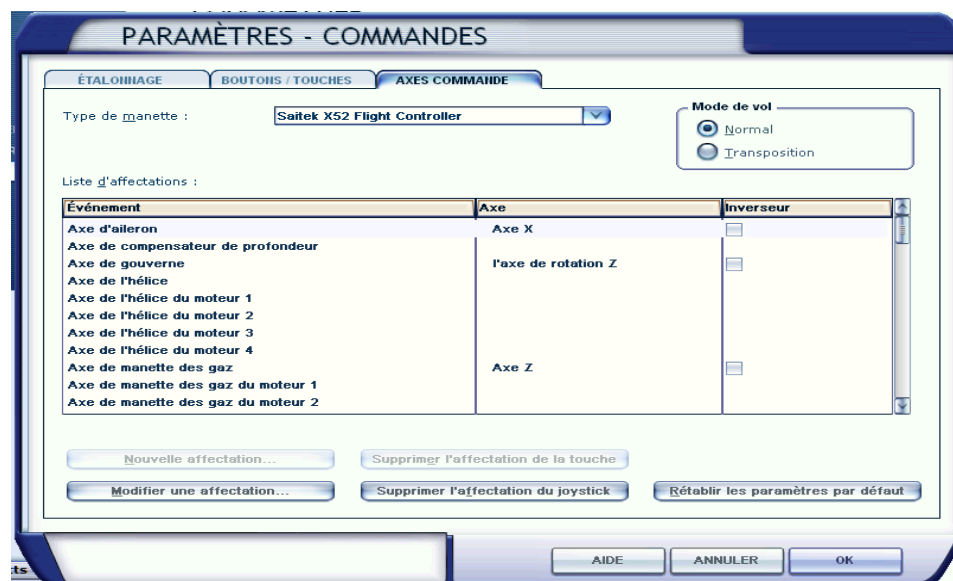 PARAMÈTRES - COMMANDES
ÉTALONNAGE BOUTONS / TOUCHES AXES COMMANDE
Type de manette : Saitek X52 Flight Controller
Mode de vol
Normal
Transposition
Liste d'affectations :
Événement Axe Inverseur
Axe d'aileron Axe X
Axe de compensateur de profondeur
Axe de gouverne l'axe de rotation Z
Axe de l'hélice
Axe de l'hélice du moteur 1
Axe de l'hélice du moteur 2
Axe de l'hélice du moteur 3
Axe de l'hélice du moteur 4
Axe de manette des gaz Axe Z
Axe de manette des gaz du moteur 1
Axe de manette des gaz du moteur 2
Nouvelle affectation... Supprimer l'affectation de la touche
Modifier une affectation... Supprimer l'affectation du joystick Rétablir les paramètres par défaut
AIDE ANNULER OK
cts